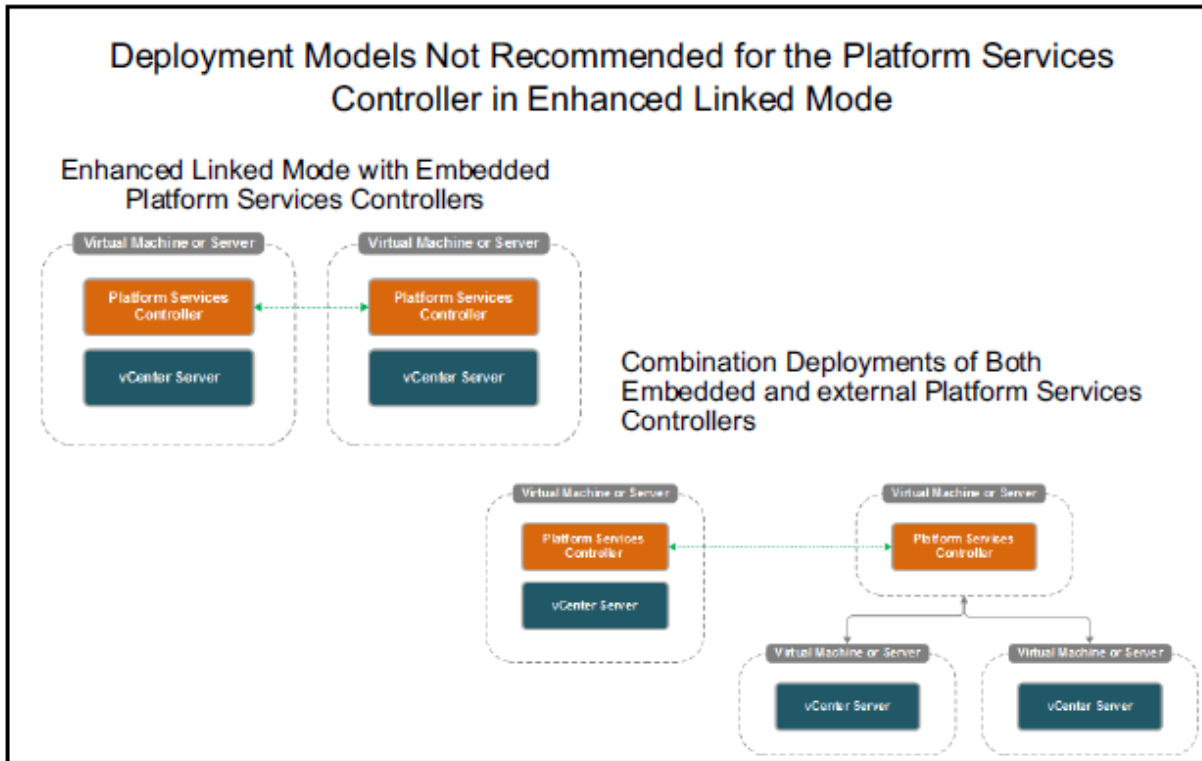 Deployment Models Not Recommended for the Platform Services
Controller in Enhanced Linked Mode
Enhanced Linked Mode with Embedded
Platform Services Controllers
Virtual Machine or Server
Virtual Machine or Server
Platform Services
Controller
Platform Services
Controller
vCenter Server
vCenter Server
Combination Deployments of Both
Embedded and external Platform Services
Controllers
Virtual Machine or Server
Virtual Machine or Server
Platform Services
Controller
Platform Services
Controller
vCenter Server
Virtual Machine or Server
Virtual Machine or Server
vCenter Server
vCenter Server